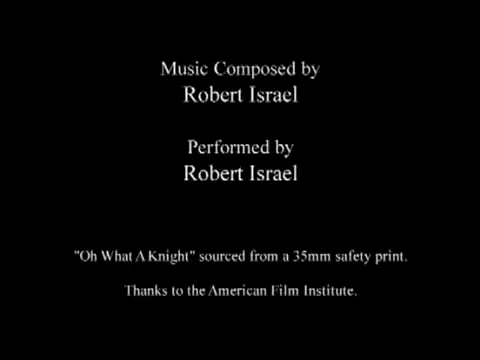 Music Composed by
Robert Israel
Performed by
Robert Israel
"Oh What A Knight" sourced from a 35mm safety print.
Thanks to the American Film Institute.